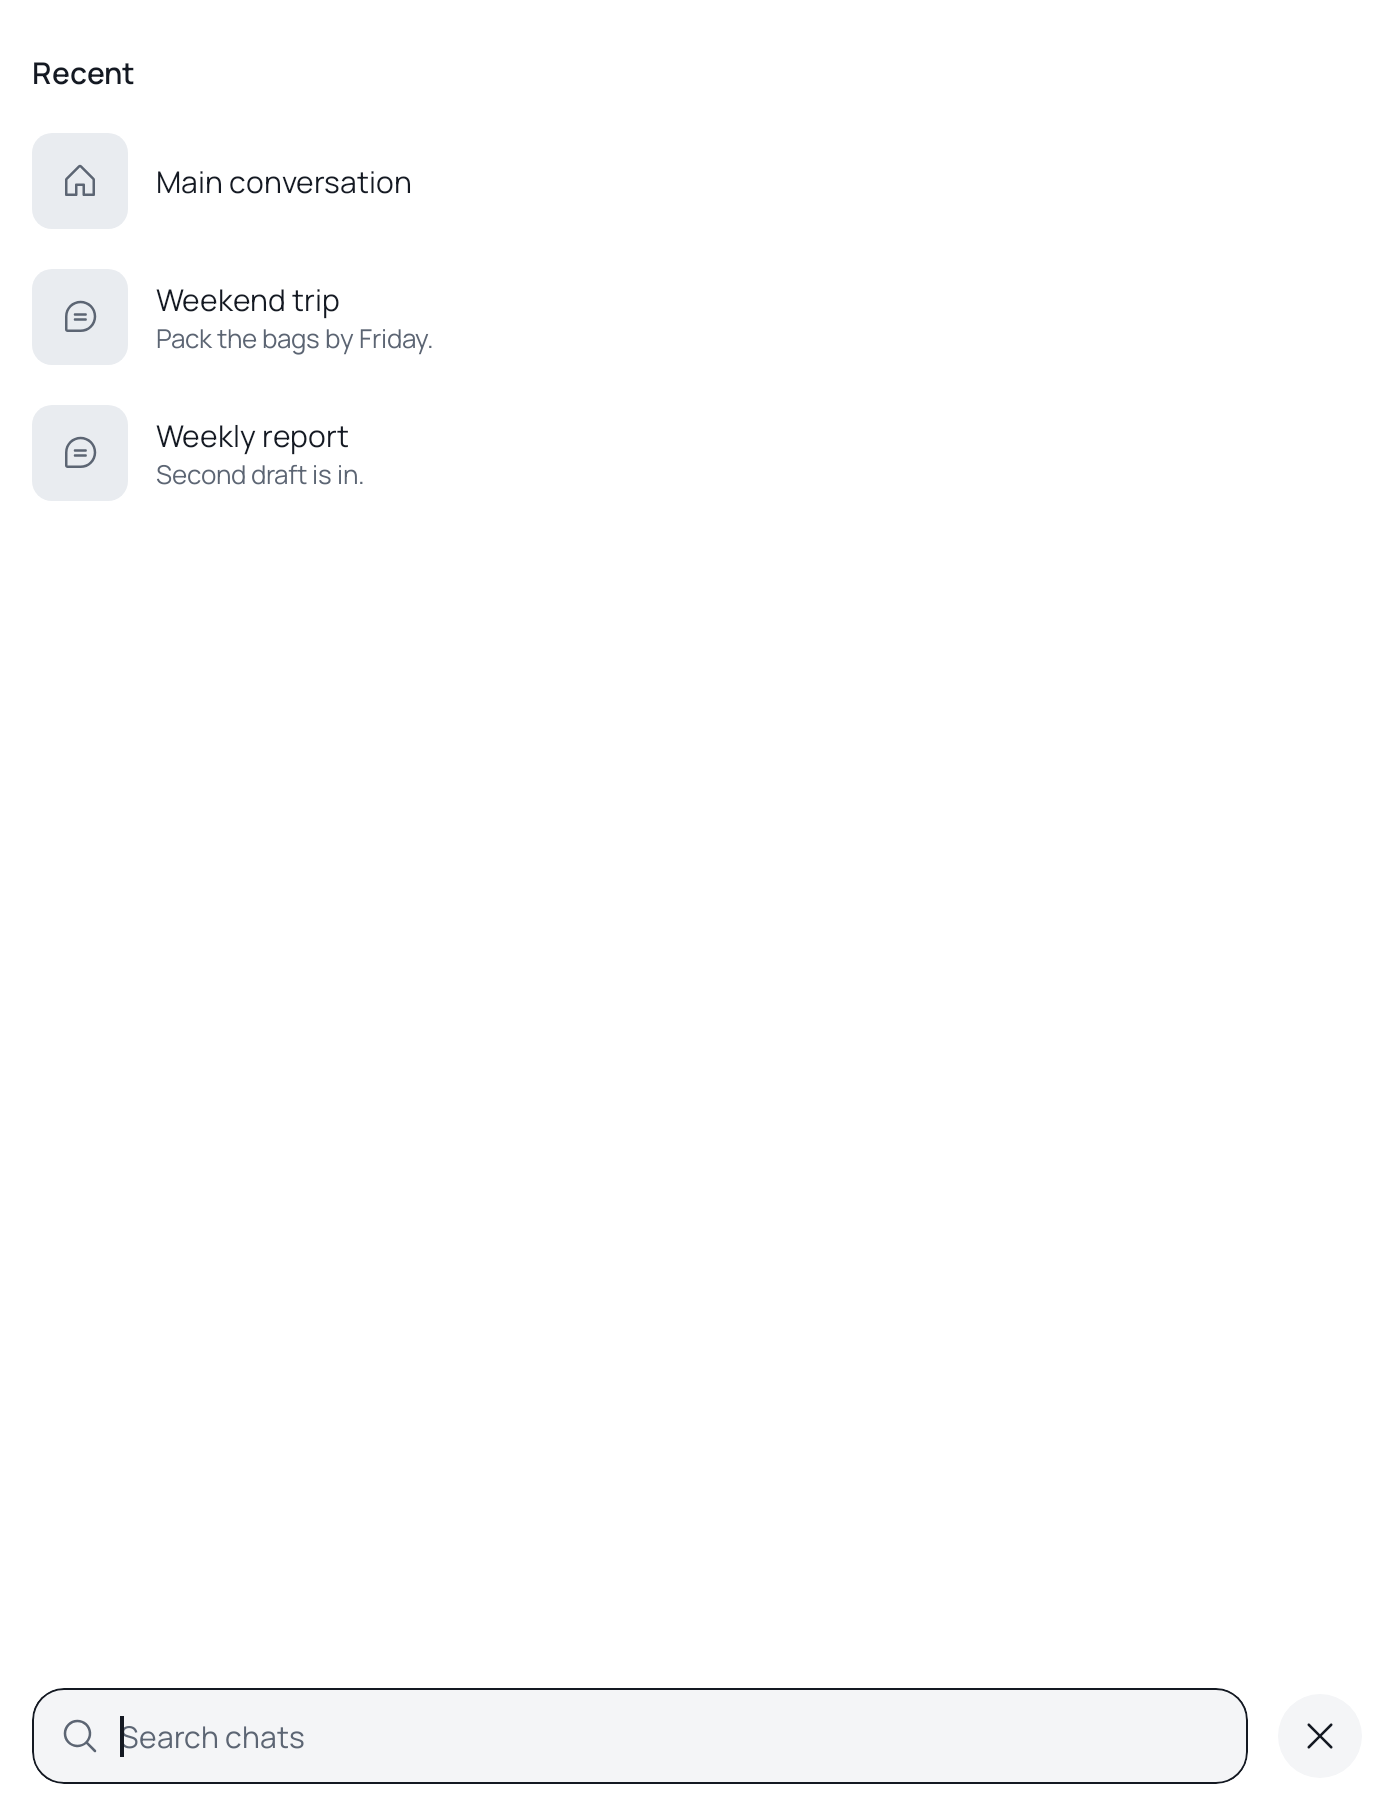 Recent
Main conversation
Weekend trip
Pack the bags by Friday.
Weekly report
Second draft is in.
Search chats